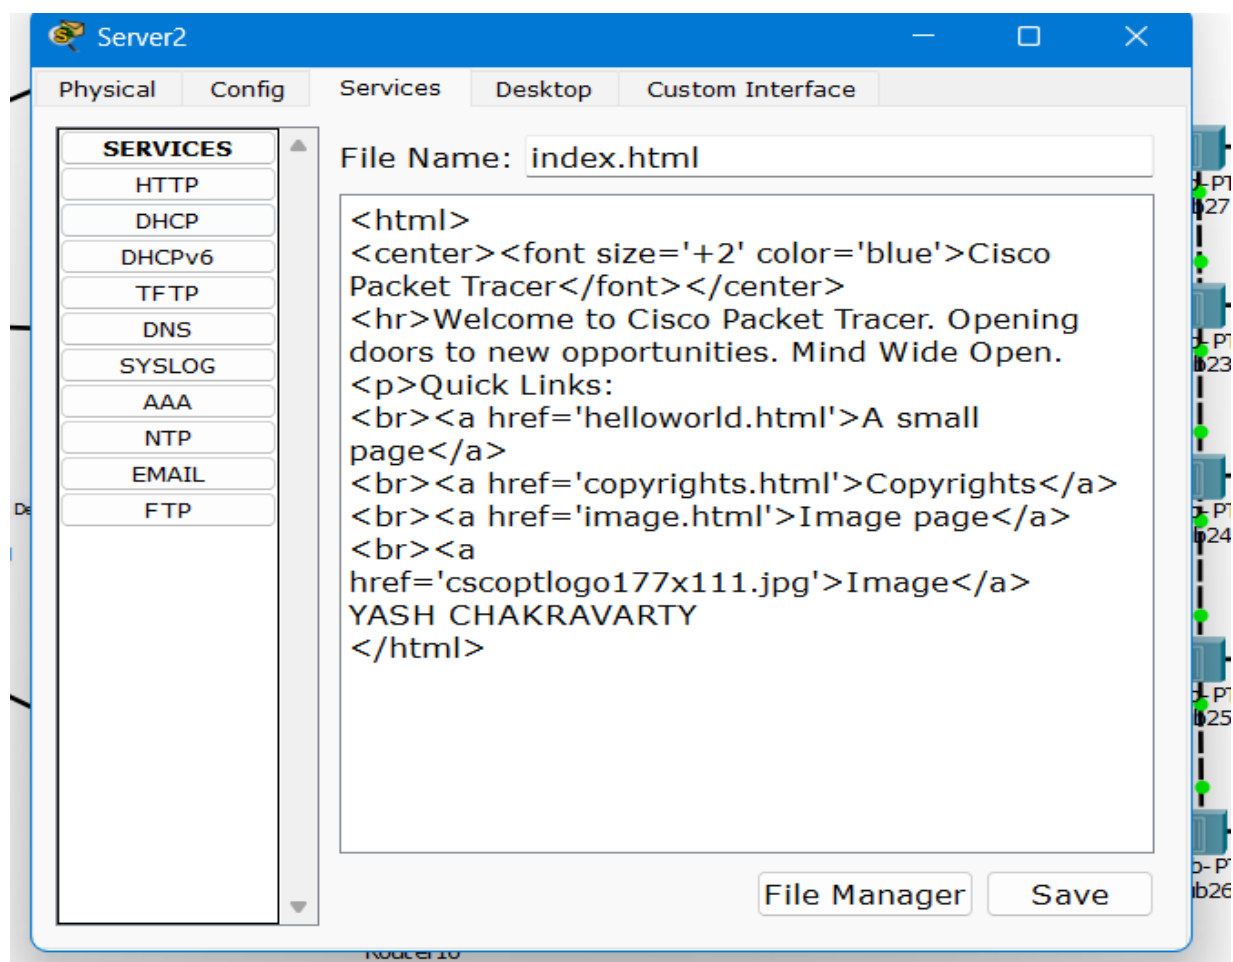 Server2
Physical Config Services Desktop Custom Interface
SERVICES
HTTP
DHCP
DHCPv6
TFTP
DNS
SYSLOG
AAA
NTP
EMAIL
FTP
File Name: index.html
<html>
<center><font size='+2' color='blue'>Cisco
Packet Tracer</font></center>
<hr>Welcome to Cisco Packet Tracer. Opening
doors to new opportunities. Mind Wide Open.
<p>Quick Links:
<br><a href='helloworld.html'>A small
page</a>
<br><a href='copyrights.html'>Copyrights</a>
<br><a href='image.html'>Image page</a>
<br><a
href='cscoptlogo177x111.jpg'>Image</a>
YASH CHAKRAVARTY
</html>
File Manager Save